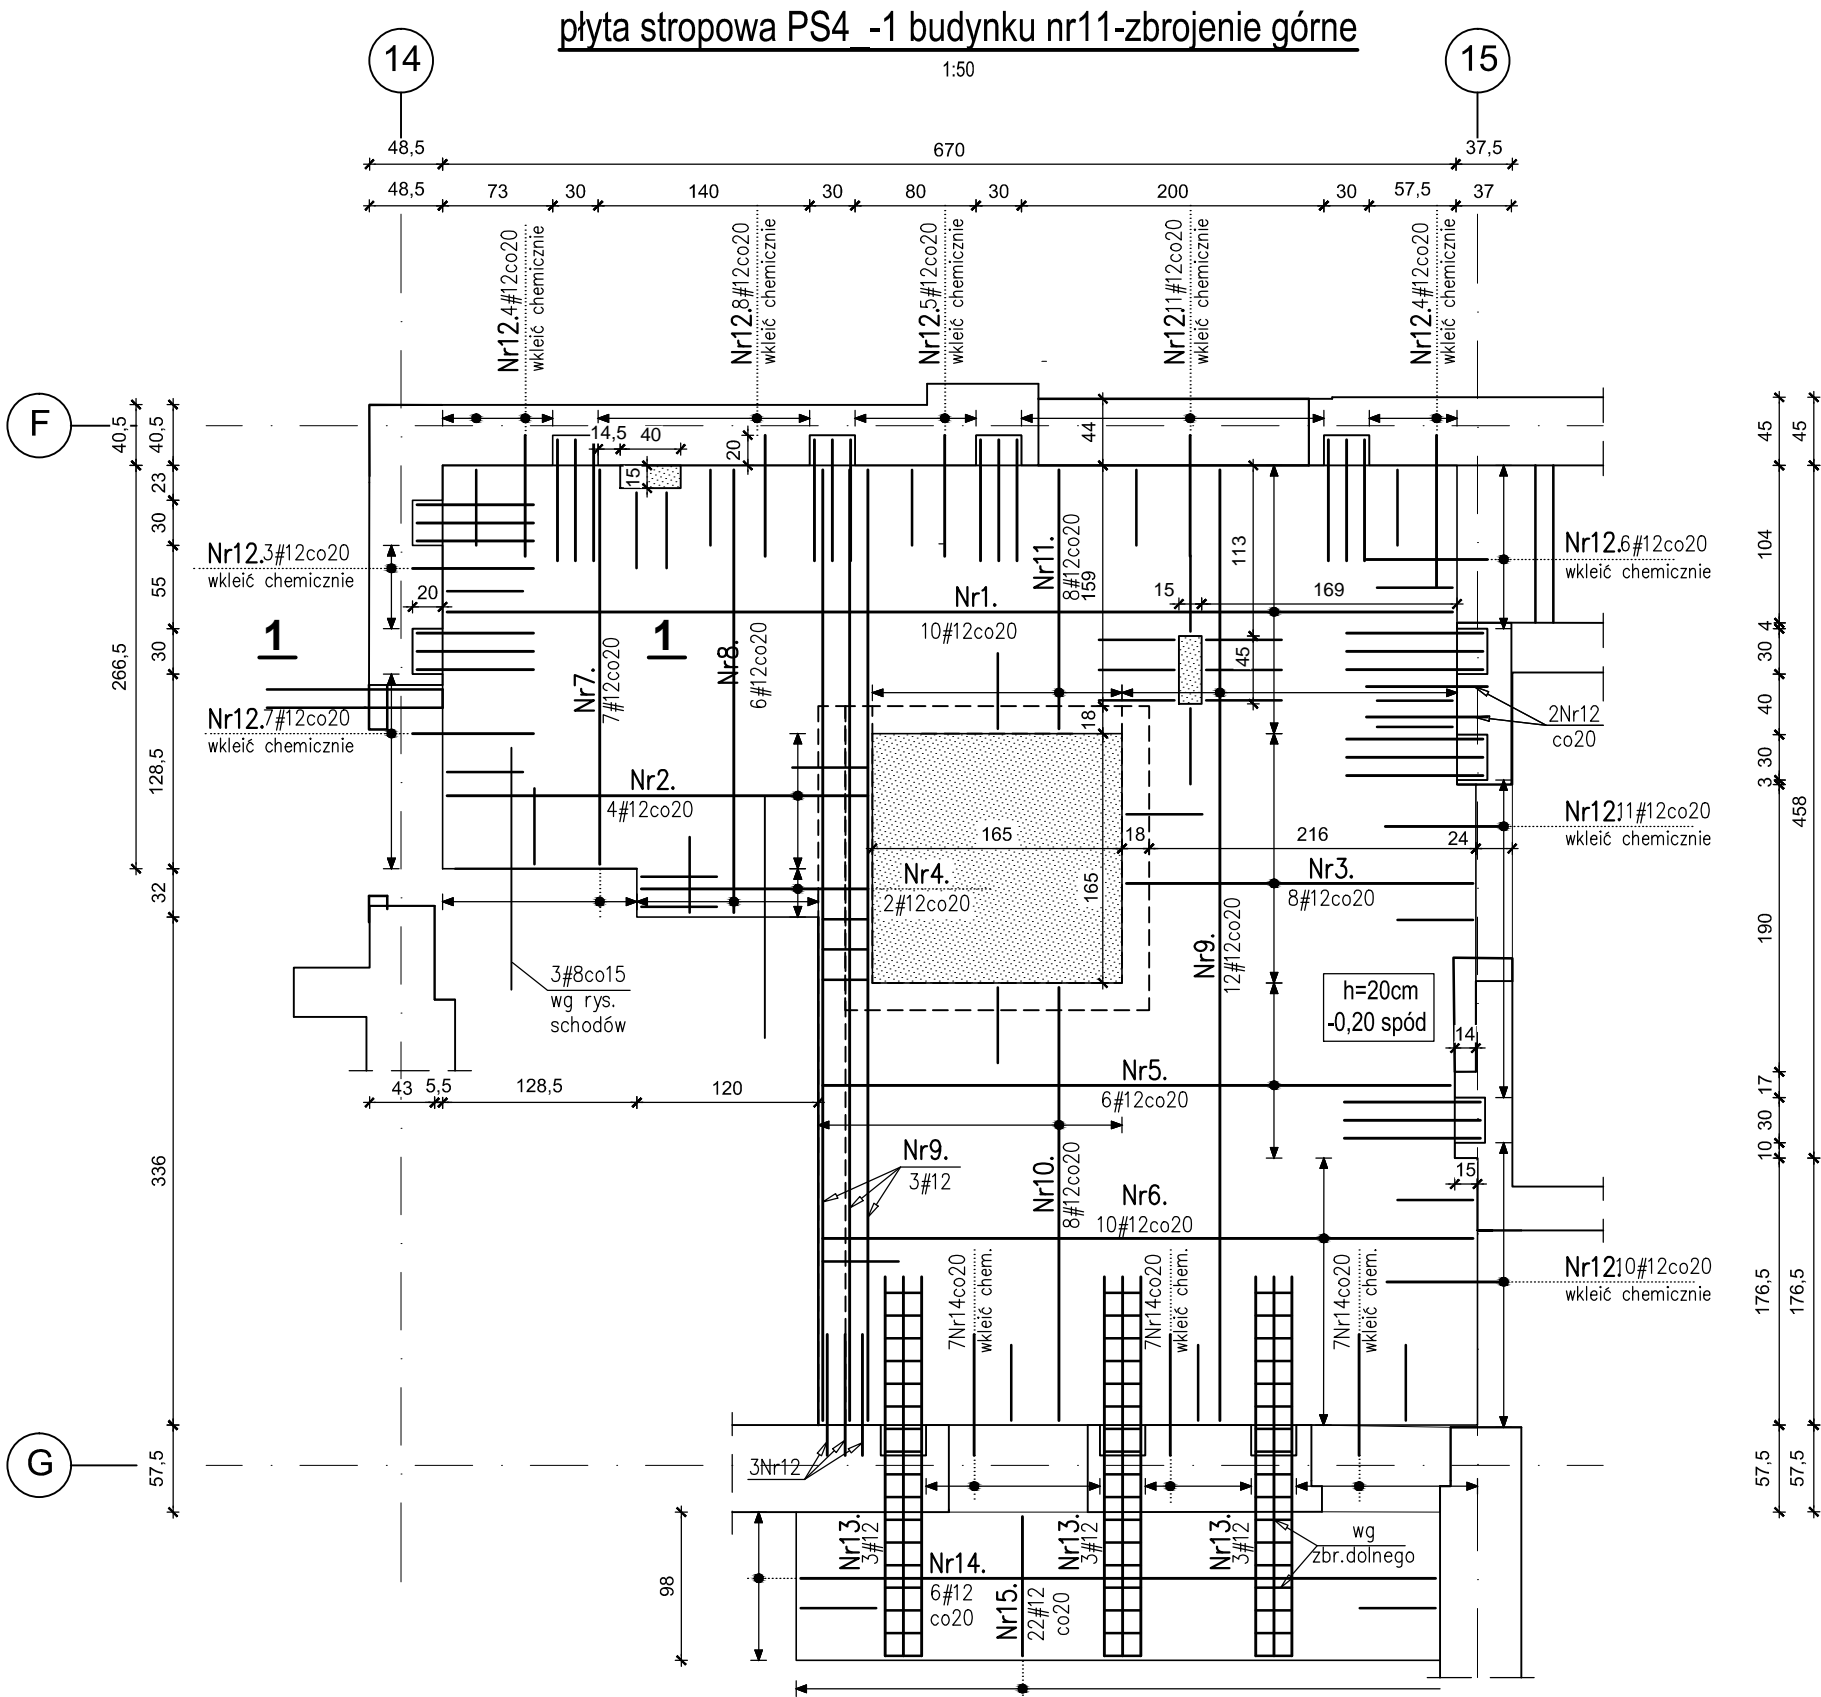 płyta stropowa PS4_-1 budynku nr11-zbrojenie górne
1:50
14
15
48,5
670
37,5
48,5
73
30
140
30
80
30
200
30
57,5
37
Nr12.4#12co20
wkleić chemicznie
Nr12.8#12co20
wkleić chemicznie
Nr12.5#12co20
wkleić chemicznie
Nr12.11#12co20
wkleić chemicznie
Nr12.4#12co20
wkleić chemicznie
F
40,5
40,5
14,5
40
20
15
44
45
45
23
30
55
30
266,5
128,5
32
336
57,5
Nr12.3#12co20
wkleić chemicznie
20
1
1
Nr12.7#12co20
wkleić chemicznie
Nr7.
7#12co20
Nr8.
6#12co20
Nr11.
8#12co20
159
113
Nr1.
10#12co20
15
169
45
18
Nr12.6#12co20
wkleić chemicznie
104
4
30
40
30
3
2Nr12
co20
Nr2.
4#12co20
165
18
216
24
Nr12.11#12co20
wkleić chemicznie
458
190
Nr4.
2#12co20
165
Nr3.
8#12co20
Nr9.
12#12co20
3#8co15
wg rys.
schodów
h=20cm
-0,20 spód
14
43
5,5
128,5
120
Nr5.
6#12co20
17
30
10
15
Nr9.
3#12
Nr10.
8#12co20
Nr6.
10#12co20
7Nr14co20
wkleić chem.
7Nr14co20
wkleić chem.
7Nr14co20
wkleić chem.
Nr12.10#12co20
wkleić chemicznie
176,5
176,5
G
3Nr12
57,5
57,5
98
Nr13.
3#12
Nr13.
3#12
Nr13.
3#12
wg
zbr.dolnego
Nr14.
6#12
co20
Nr15.
22#12
co20